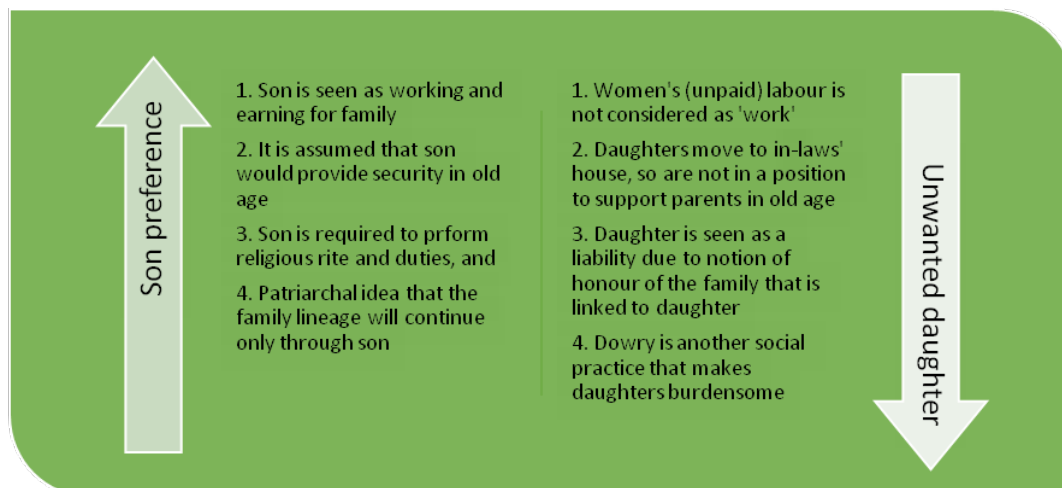 Son preference
1. Son is seen as working and
earning for family
2. It is assumed that son
would provide security in old
age
3. Son is required to prform
religious rite and duties, and
4. Patriarchal idea that the
family lineage will continue
only through son
1. Women's (unpaid) labour is
not considered as 'work'
2. Daughters move to in-laws'
house, so are not in a position
to support parents in old age
3. Daughter is seen as a
liability due to notion of
honour of the family that is
linked to daughter
4. Dowry is another social
practice that makes
daughters burdensome
Unwanted daughter